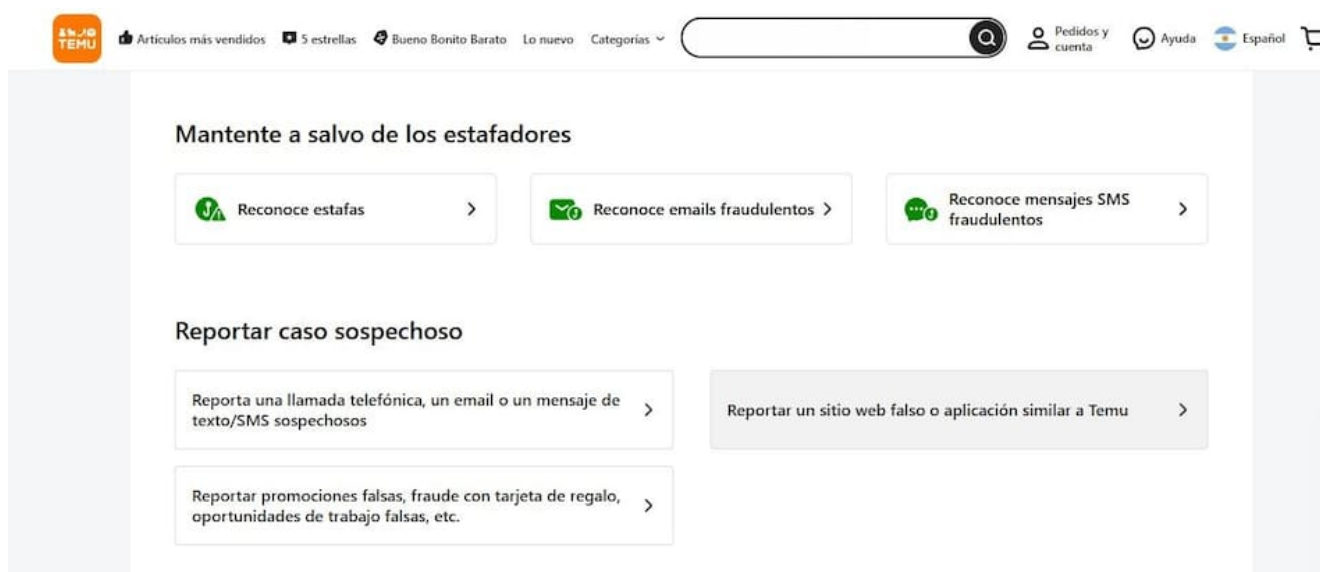 TEMU
Artículos más vendidos
5 estrellas
Bueno Bonito Barato
Lo nuevo
Categorías
Pedidos y
cuenta
Ayuda
Español
Mantente a salvo de los estafadores
Reconoce estafas
Reconoce emails fraudulentos
Reconoce mensajes SMS
fraudulentos
Reportar caso sospechoso
Reporta una llamada telefónica, un email o un mensaje de
texto/SMS sospechosos
Reportar un sitio web falso o aplicación similar a Temu
Reportar promociones falsas, fraude con tarjeta de regalo,
oportunidades de trabajo falsas, etc.